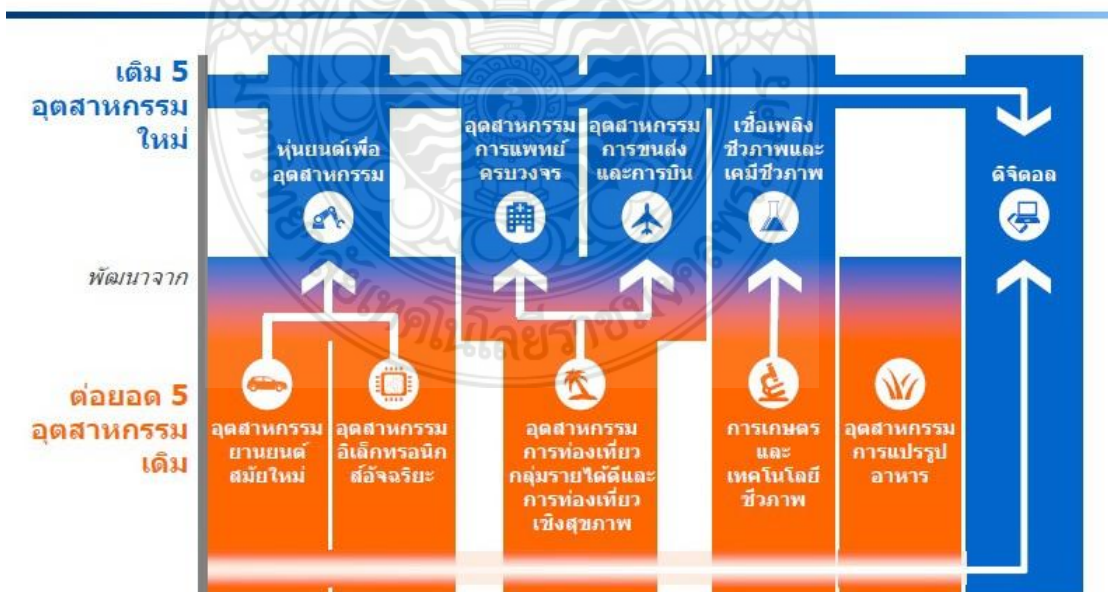 เติม 5
อุตสาหกรรม
ใหม่
หุ่นยนต์เพื่อ
อุตสาหกรรม
อุตสาหกรรม
การแพทย์
ครบวงจร
อุตสาหกรรม
การขนส่ง
และการบิน
เชื้อเพลิง
ชีวภาพและ
เคมีชีวภาพ
ดิจิตอล
พัฒนาจาก
ต่อยอด 5
อุตสาหกรรม
เดิม
อุตสาหกรรม
ยานยนต์
สมัยใหม่
อุตสาหกรรม
อิเล็กทรอนิก
ส์อัจฉริยะ
อุตสาหกรรม
การท่องเที่ยว
กลุ่มรายได้ดีและ
การท่องเที่ยว
เชิงสุขภาพ
การเกษตร
และ
เทคโนโลยี
ชีวภาพ
อุตสาหกรรม
การแปรรูป
อาหาร